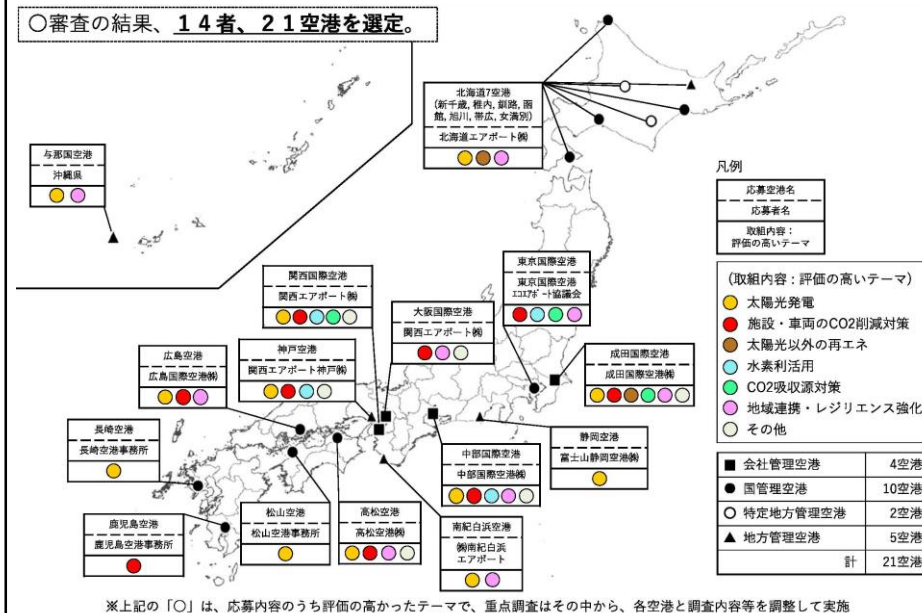 ○審査の結果、１４者、２１空港を選定。
北海道7空港
(新千歳, 稚内, 釧路, 函
館, 旭川, 帯広, 女満別)
北海道エアポート㈱
与那国空港
沖縄県
凡例
応募空港名
応募者名
取組内容：
評価の高いテーマ
関西国際空港
関西エアポート㈱
東京国際空港
東京国際空港
エコエアポート協議会
大阪国際空港
関西エアポート㈱
成田国際空港
成田国際空港㈱
広島空港
広島国際空港㈱
神戸空港
関西エアポート神戸㈱
長崎空港
長崎空港事務所
中部国際空港
中部国際空港㈱
静岡空港
富士山静岡空港㈱
鹿児島空港
鹿児島空港事務所
松山空港
松山空港事務所
高松空港
高松空港㈱
南紀白浜空港
㈱南紀白浜
エアポート
(取組内容：評価の高いテーマ)
太陽光発電
施設・車両のCO2削減対策
太陽光以外の再エネ
水素利活用
CO2吸収源対策
地域連携・レジリエンス強化
その他
■ 会社管理空港 4空港
● 国管理空港 10空港
○ 特定地方管理空港 2空港
▲ 地方管理空港 5空港
計 21空港
※上記の「○」は、応募内容のうち評価の高かったテーマで、重点調査はその中から、各空港と調査内容等を調整して実施